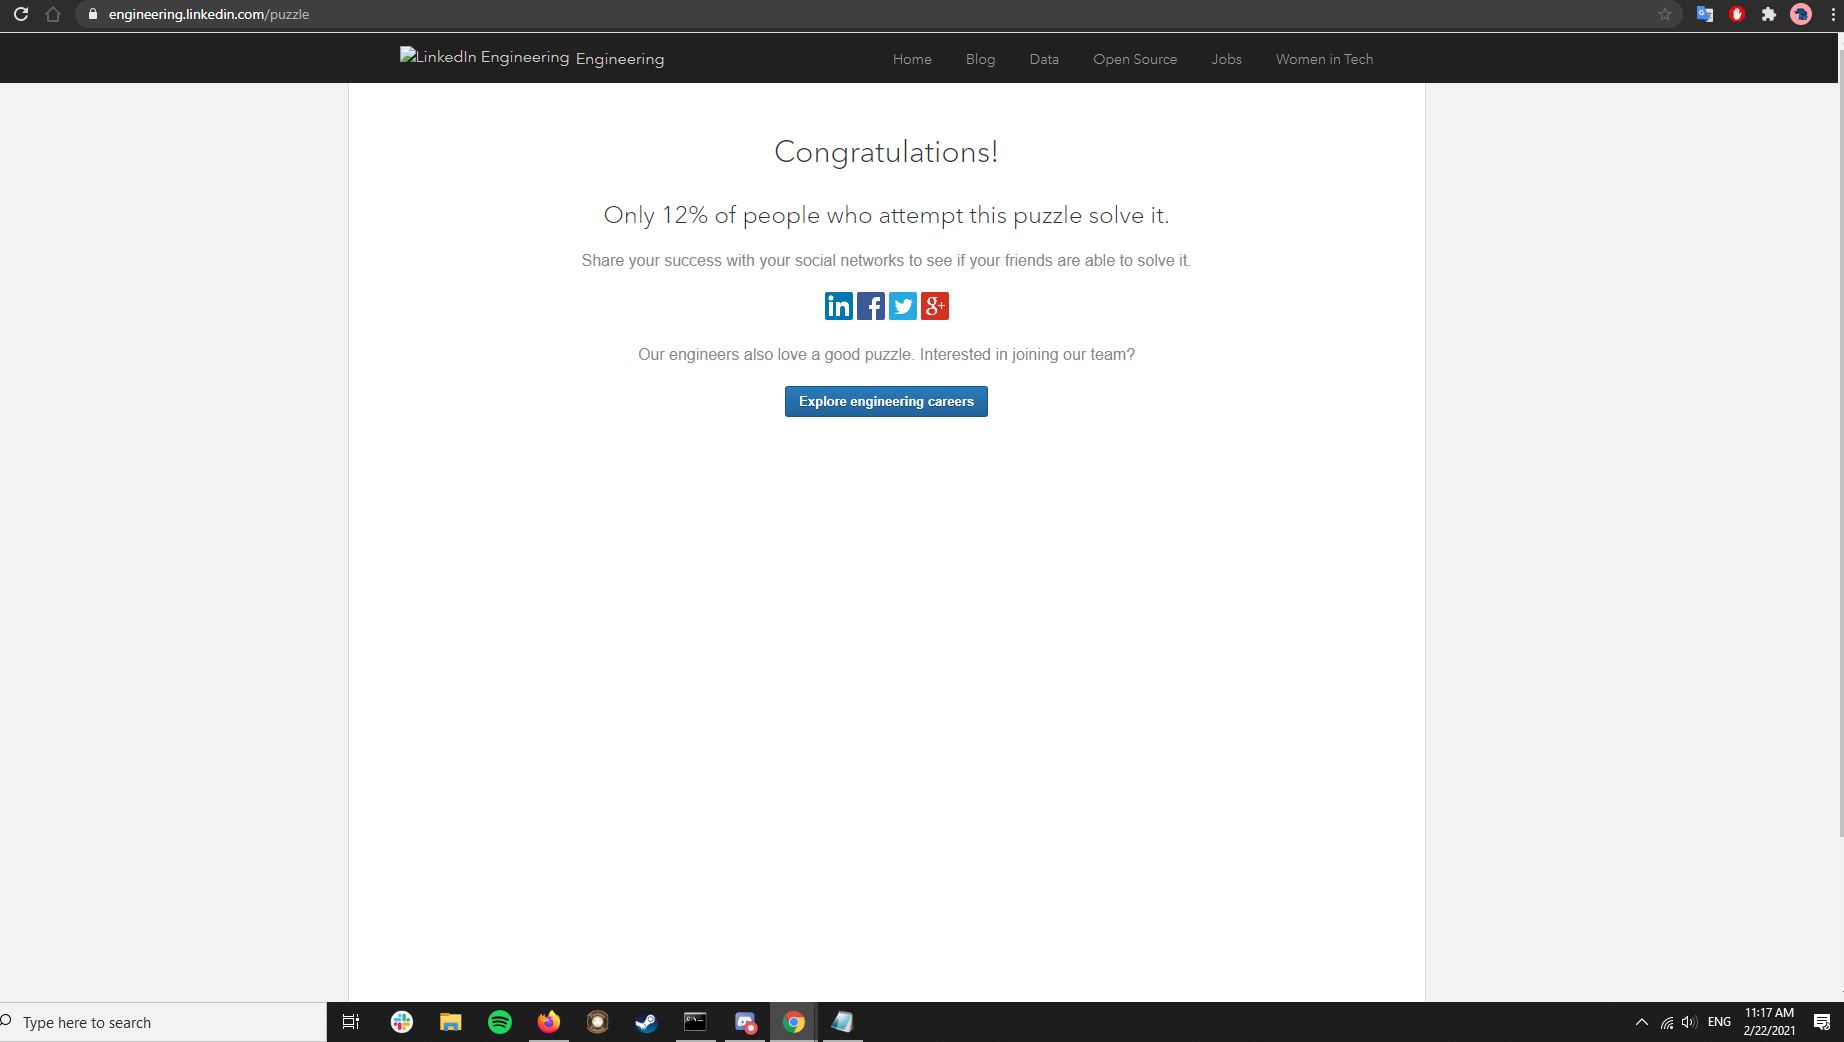 engineering.linkedin.com/puzzle
LinkedIn Engineering Engineering Home Blog Data Open Source Jobs Women in Tech
Congratulations!
Only 12% of people who attempt this puzzle solve it.
Share your success with your social networks to see if your friends are able to solve it.
in f g+
Our engineers also love a good puzzle. Interested in joining our team?
Explore engineering careers
Type here to search ENG 11:17 AM
2/22/2021